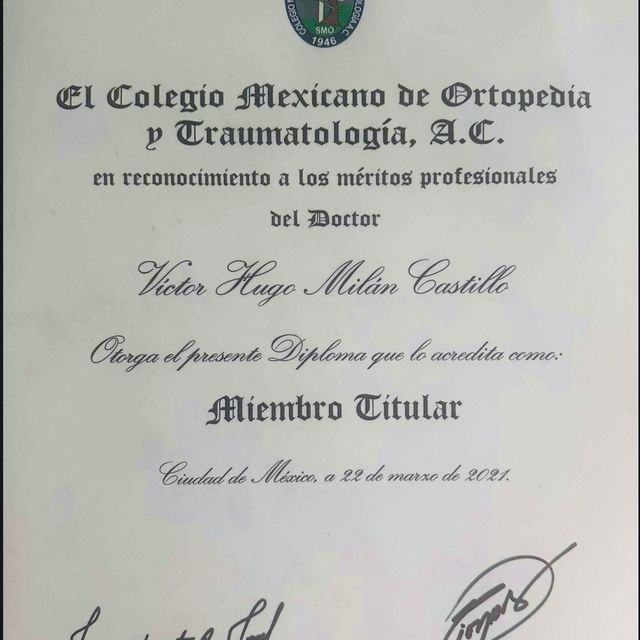 SMO
1946
El Colegio Mexicano de Ortopedia
y Traumatología, A.C.
en reconocimiento a los méritos profesionales
del Doctor
Víctor Hugo Milán Castillo
Otorga el presente Diploma que lo acredita como:
Miembro Titular
Ciudad de México, a 22 de marzo de 2021.